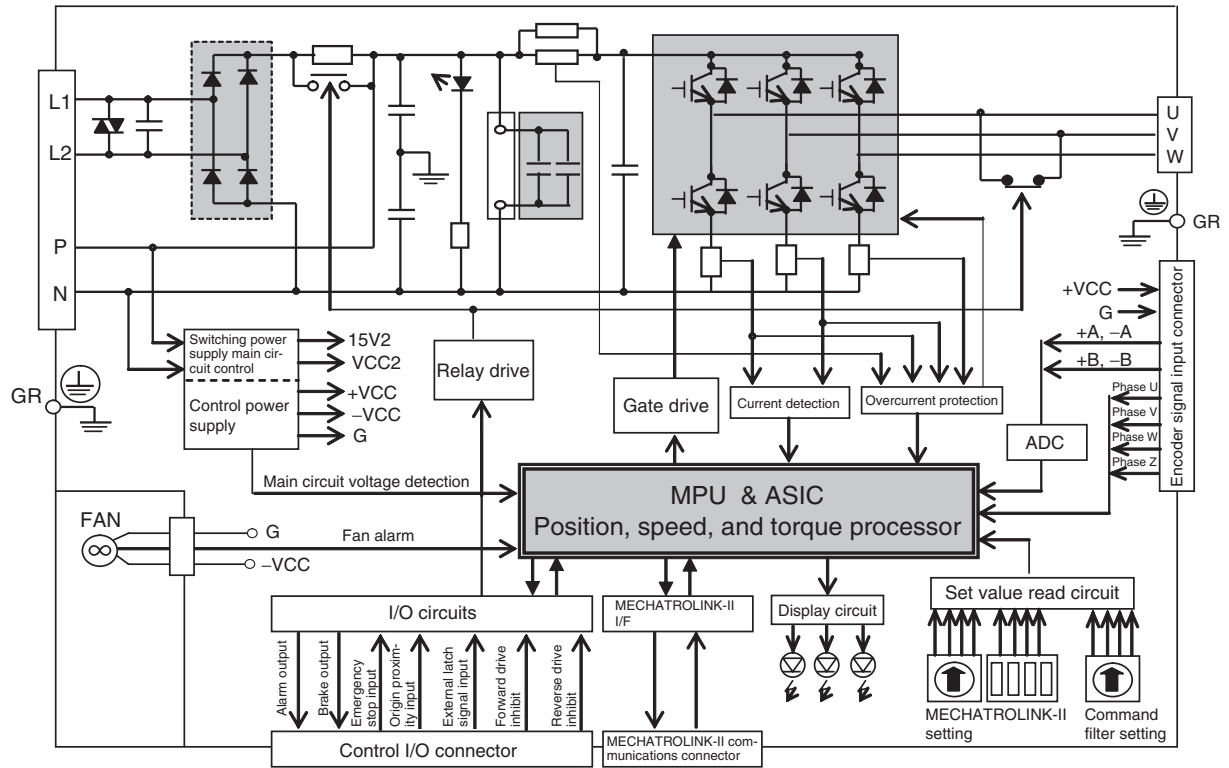 L1
L2
P
N
U
V
W
GR
GR
Encoder signal input connector
+VCC
G
+A, –A
+B, –B
Phase U
Phase V
Phase W
Phase Z
ADC
Switching power
supply main cir-
cuit control
Control power
supply
15V2
VCC2
+VCC
–VCC
G
Relay drive
Gate drive
Current detection
Overcurrent protection
Main circuit voltage detection
MPU & ASIC
Position, speed, and torque processor
FAN
G
–VCC
Fan alarm
I/O circuits
MECHATROLINK-II
I/F
Display circuit
Set value read circuit
Alarm output
Brake output
Emergency
stop input
Origin proxim-
ity input
External latch
signal input
Forward drive
inhibit
Reverse drive
inhibit
MECHATROLINK-II
setting
Command
filter setting
Control I/O connector
MECHATROLINK-II com-
munications connector